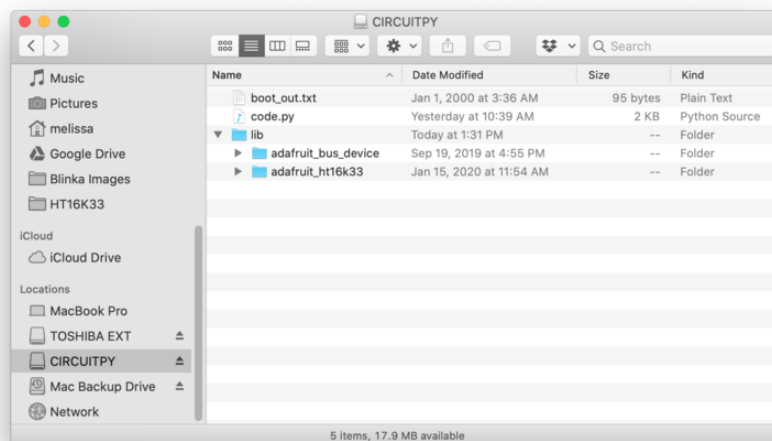 CIRCUITPY
Search
Music
Pictures
melissa
Google Drive
Blinka Images
HT16K33
iCloud
iCloud Drive
Locations
MacBook Pro
TOSHIBA EXT
CIRCUITPY
Mac Backup Drive
Network
Name Date Modified Size Kind
boot_out.txt Jan 1, 2000 at 3:36 AM 95 bytes Plain Text
code.py Yesterday at 10:39 AM 2 KB Python Source
lib Today at 1:31 PM -- Folder
adafruit_bus_device Sep 19, 2019 at 4:55 PM -- Folder
adafruit_ht16k33 Jan 15, 2020 at 11:54 AM -- Folder
5 items, 17.9 MB available